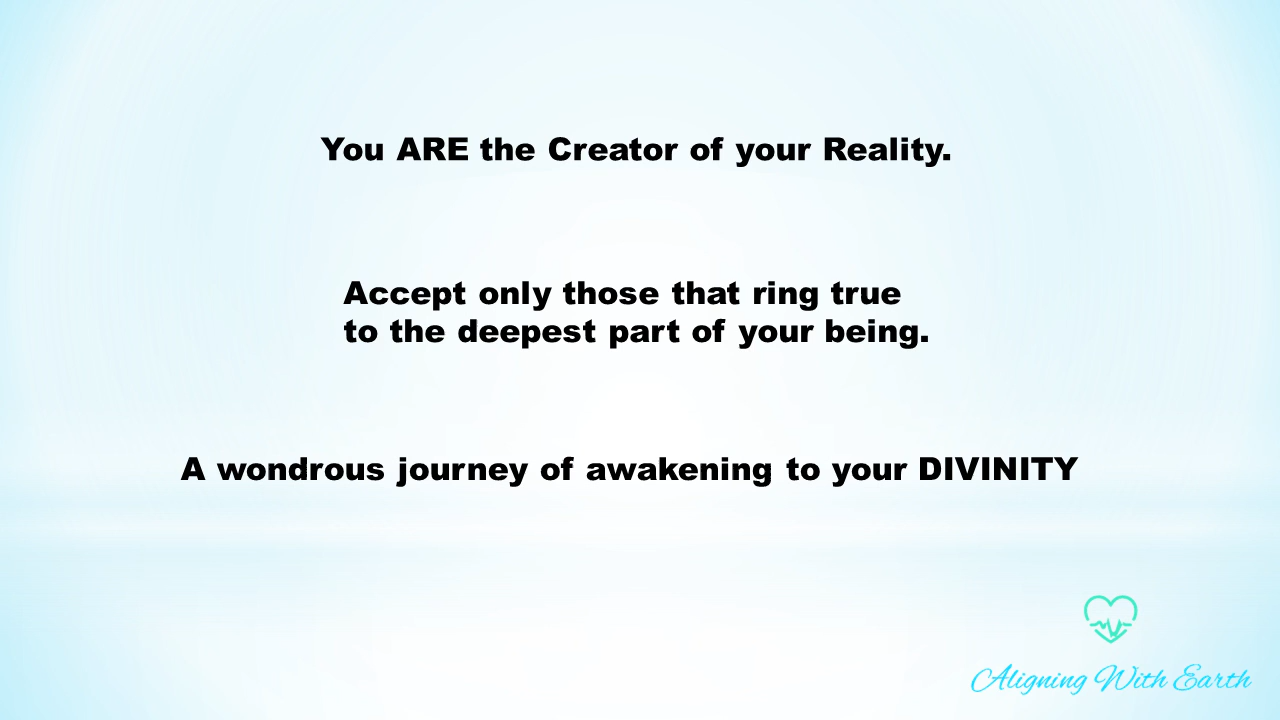 You ARE the Creator of your Reality.
Accept only those that ring true
to the deepest part of your being.
A wondrous journey of awakening to your DIVINITY
Aligning With Earth